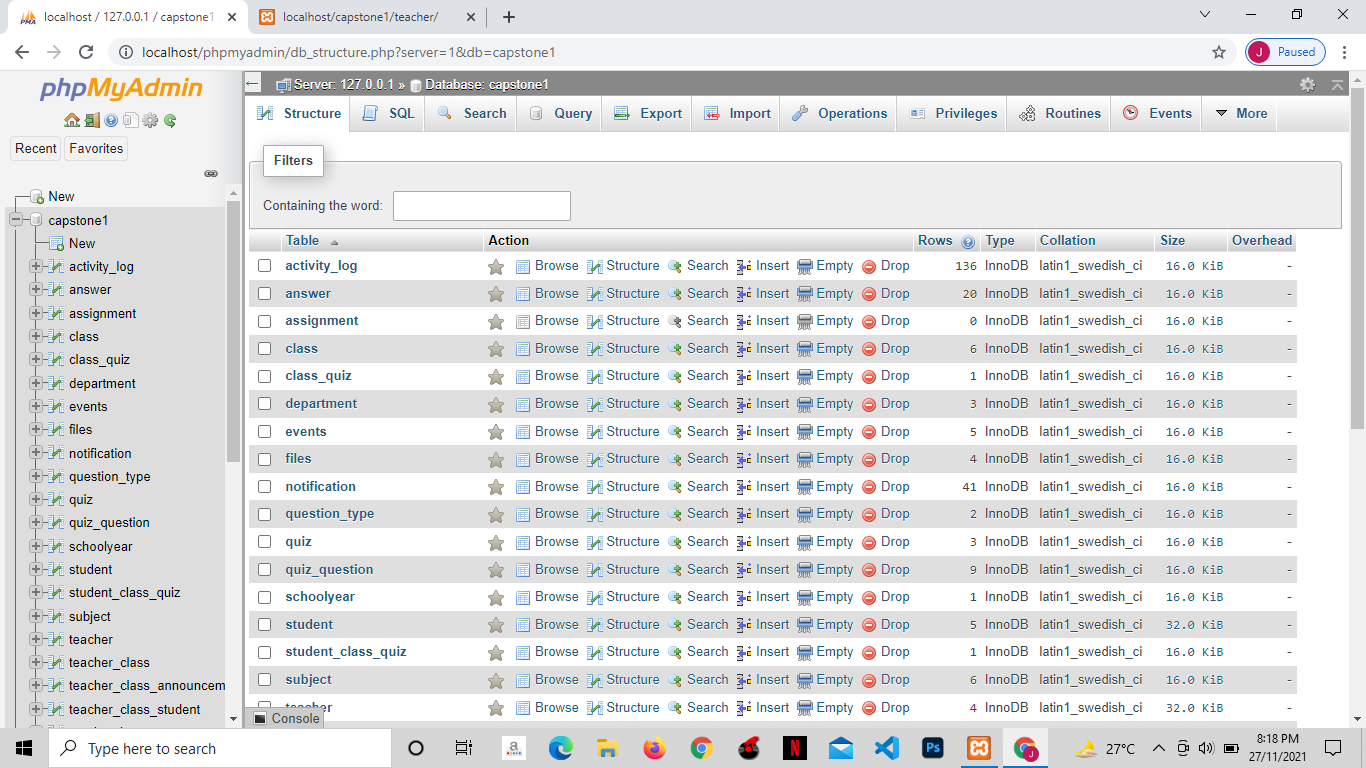 localhost / 127.0.0.1 / capstone1
localhost/capstone1/teacher/
localhost/phpmyadmin/db_structure.php?server=1&db=capstone1
J Paused
phpMyAdmin
Recent Favorites
New
capstone1
New
activity_log
answer
assignment
class
class_quiz
department
events
files
notification
question_type
quiz
quiz_question
schoolyear
student
student_class_quiz
subject
teacher
teacher_class
teacher_class_announcem
teacher_class_student
Server: 127.0.0.1 » Database: capstone1
Structure SQL Search Query Export Import Operations Privileges Routines Events More
Filters
Containing the word:
Table Action Rows Type Collation Size Overhead
activity_log Browse Structure Search Insert Empty Drop 136 InnoDB latin1_swedish_ci 16.0 KiB -
answer Browse Structure Search Insert Empty Drop 20 InnoDB latin1_swedish_ci 16.0 KiB -
assignment Browse Structure Search Insert Empty Drop 0 InnoDB latin1_swedish_ci 16.0 KiB -
class Browse Structure Search Insert Empty Drop 6 InnoDB latin1_swedish_ci 16.0 KiB -
class_quiz Browse Structure Search Insert Empty Drop 1 InnoDB latin1_swedish_ci 16.0 KiB -
department Browse Structure Search Insert Empty Drop 3 InnoDB latin1_swedish_ci 16.0 KiB -
events Browse Structure Search Insert Empty Drop 5 InnoDB latin1_swedish_ci 16.0 KiB -
files Browse Structure Search Insert Empty Drop 4 InnoDB latin1_swedish_ci 16.0 KiB -
notification Browse Structure Search Insert Empty Drop 41 InnoDB latin1_swedish_ci 16.0 KiB -
question_type Browse Structure Search Insert Empty Drop 2 InnoDB latin1_swedish_ci 16.0 KiB -
quiz Browse Structure Search Insert Empty Drop 3 InnoDB latin1_swedish_ci 16.0 KiB -
quiz_question Browse Structure Search Insert Empty Drop 9 InnoDB latin1_swedish_ci 16.0 KiB -
schoolyear Browse Structure Search Insert Empty Drop 1 InnoDB latin1_swedish_ci 16.0 KiB -
student Browse Structure Search Insert Empty Drop 5 InnoDB latin1_swedish_ci 32.0 KiB -
student_class_quiz Browse Structure Search Insert Empty Drop 1 InnoDB latin1_swedish_ci 16.0 KiB -
subject Browse Structure Search Insert Empty Drop 6 InnoDB latin1_swedish_ci 16.0 KiB -
teacher Browse Structure Search Insert Empty Drop 4 InnoDB latin1_swedish_ci 32.0 KiB -
Console
Type here to search
27°C
8:18 PM
27/11/2021